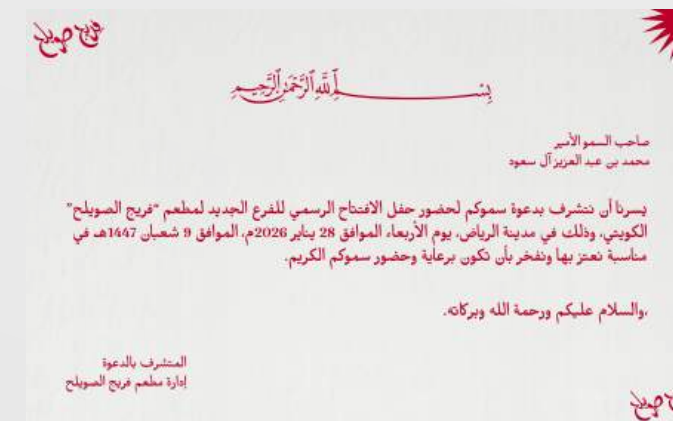 فريج صويلح
بسم الله الرحمن الرحيم
صاحب السمو الأمير
محمد بن عبد العزيز آل سعود
يسرنا أن نتشرف بدعوة سموكم لحضور حفل الافتتاح الرسمي للفرع الجديد لمطعم "فريج الصويلح"
الكويتي، وذلك في مدينة الرياض، يوم الأربعاء الموافق 28 يناير 2026م، الموافق 9 شعبان 1447هـ في
مناسبة نعتز بها ونفخر بأن تكون برعاية وحضور سموكم الكريم.
،والسلام عليكم ورحمة الله وبركاته.
المتشرف بالدعوة
إدارة مطعم فريج الصويلح